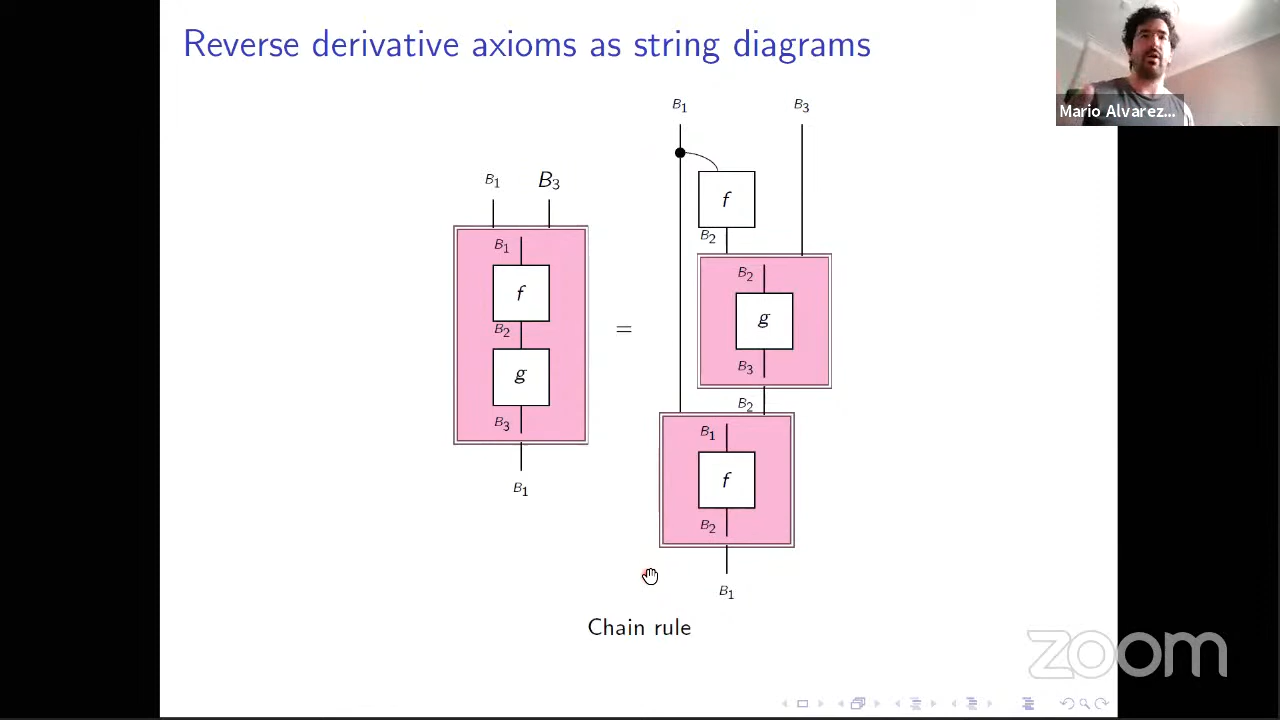 Reverse derivative axioms as string diagrams
Mario Alvarez...
B₁ B₃
B₁
f
B₂
g
B₃
B₁
=
B₁ B₃
f
B₂
B₂
g
B₃
B₂
B₁
f
B₂
B₁
Chain rule
zoom